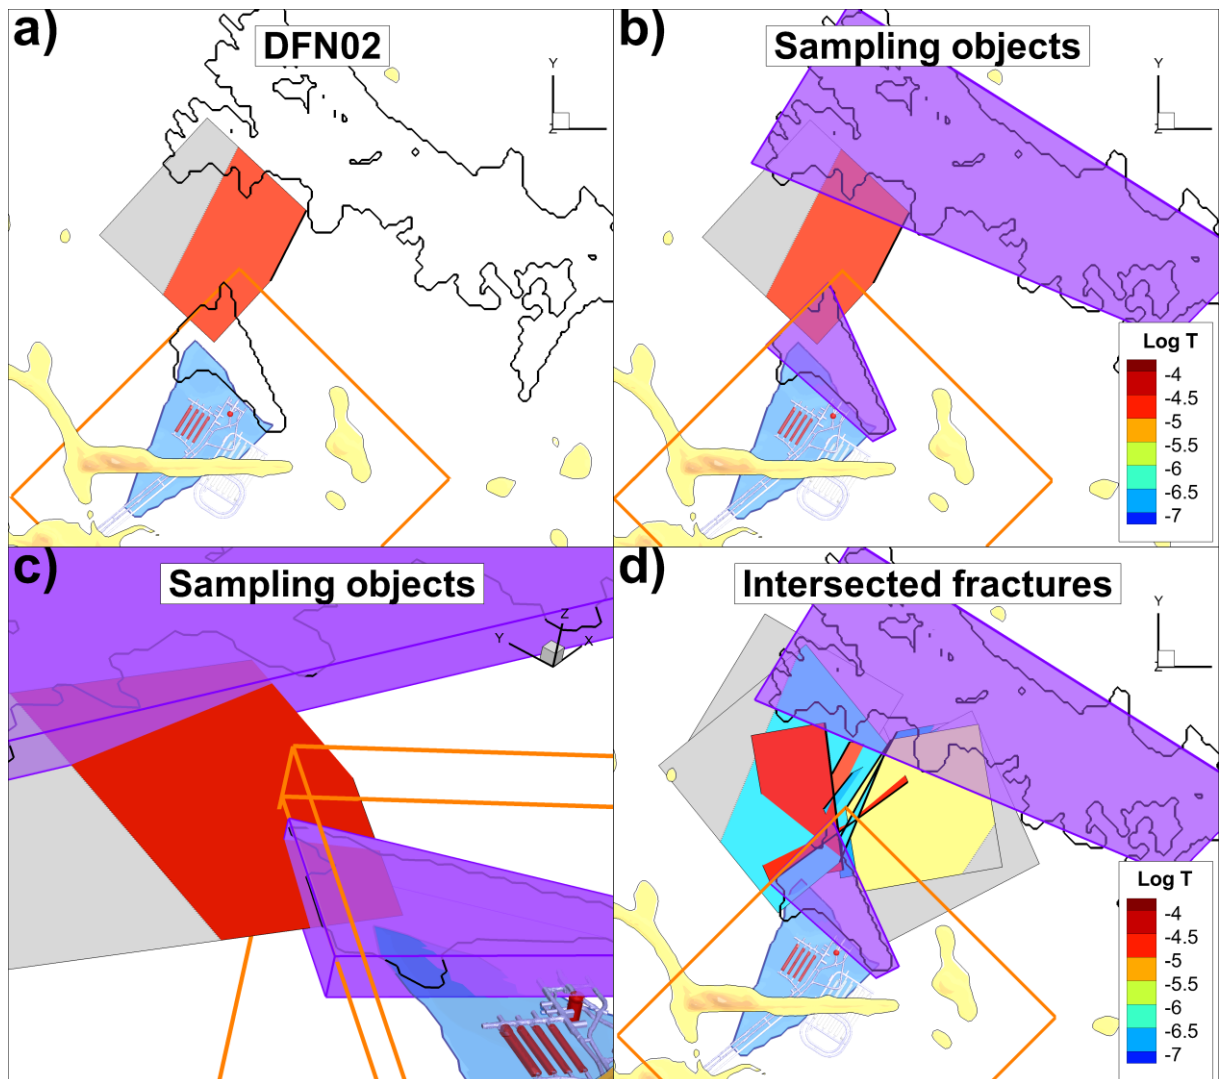 a)
DFN02
Y
Z
b)
Sampling objects
Y
Z
Log T
-4
-4.5
-5
-5.5
-6
-6.5
-7
c)
Sampling objects
Z
Y
X
d)
Intersected fractures
Y
Z
Log T
-4
-4.5
-5
-5.5
-6
-6.5
-7